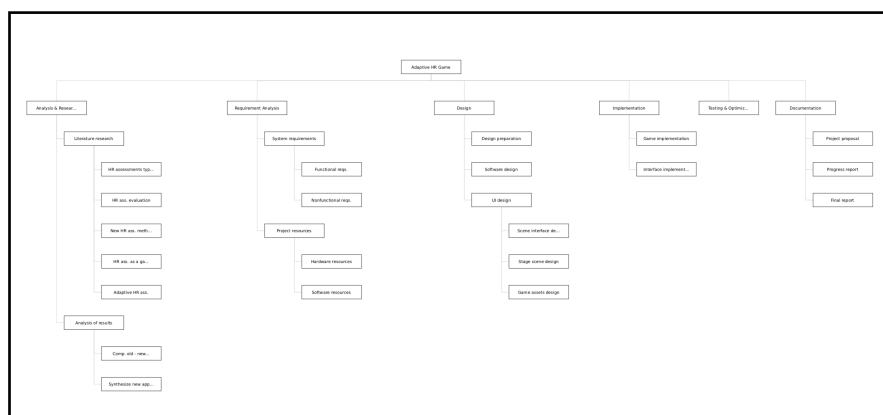 Adaptive HR Game
Analysis & Resear...
Requirement Analysis
Design
Implementation
Testing & Optimiz...
Documentation
Literature research
System requirements
Design preparation
Game implementation
Project proposal
HR assessments typ...
Functional reqs.
Software design
Interface implement...
Progress report
HR ass. evaluation
Nonfunctional reqs.
UI design
Final report
New HR ass. meth...
Project resources
Scene interface de...
HR ass. as a ga...
Hardware resources
Stage scene design
Adaptive HR ass.
Software resources
Game assets design
Analysis of results
Comp. old - new...
Synthesize new app...